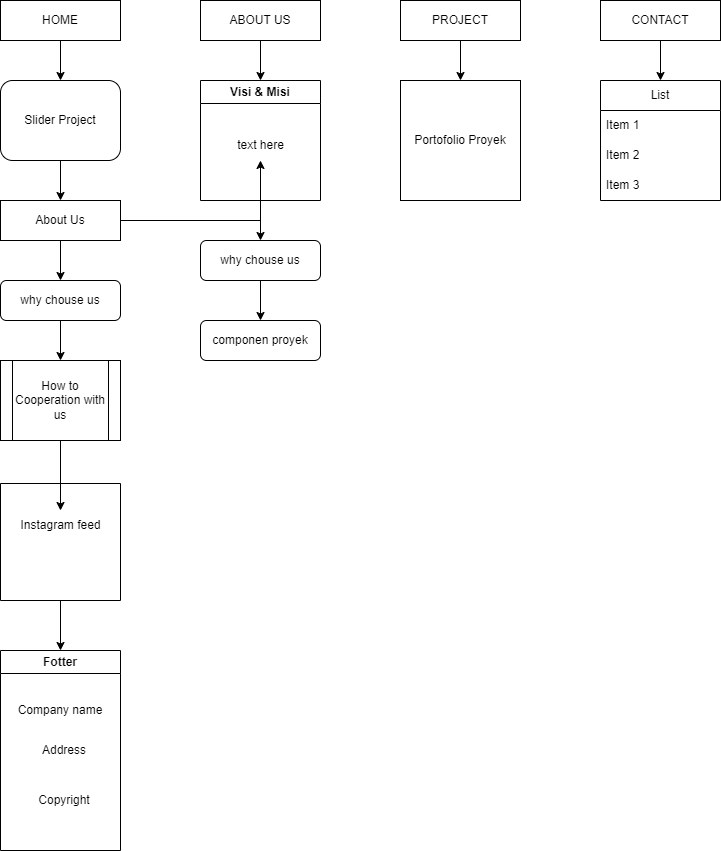 HOME
ABOUT US
PROJECT
CONTACT
Slider Project
Visi & Misi
text here
Portofolio Proyek
List
Item 1
Item 2
Item 3
About Us
why chouse us
why chouse us
componen proyek
How to
Cooperation with
us
Instagram feed
Fotter
Company name
Address
Copyright